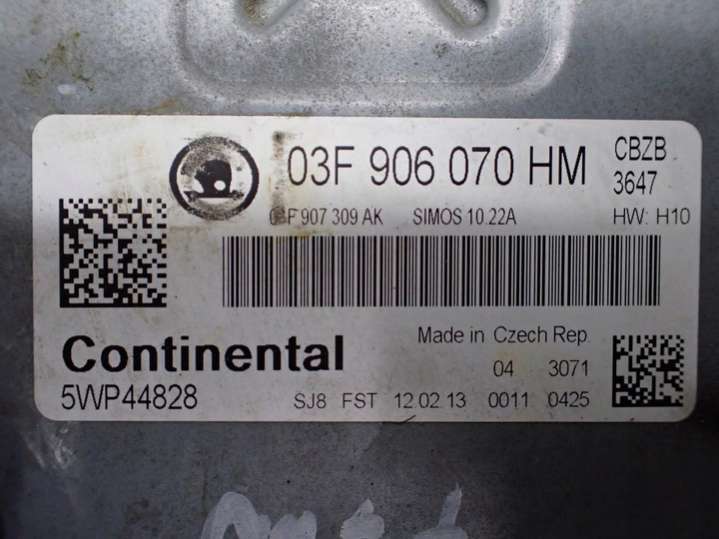 03F 906 070 HM CBZB
3647
03F 907 309 AK SIMOS 10.22A HW: H10
Continental Made in Czech Rep.
04 3071
5WP44828 SJ8 FST 12 02 13 0011 0425